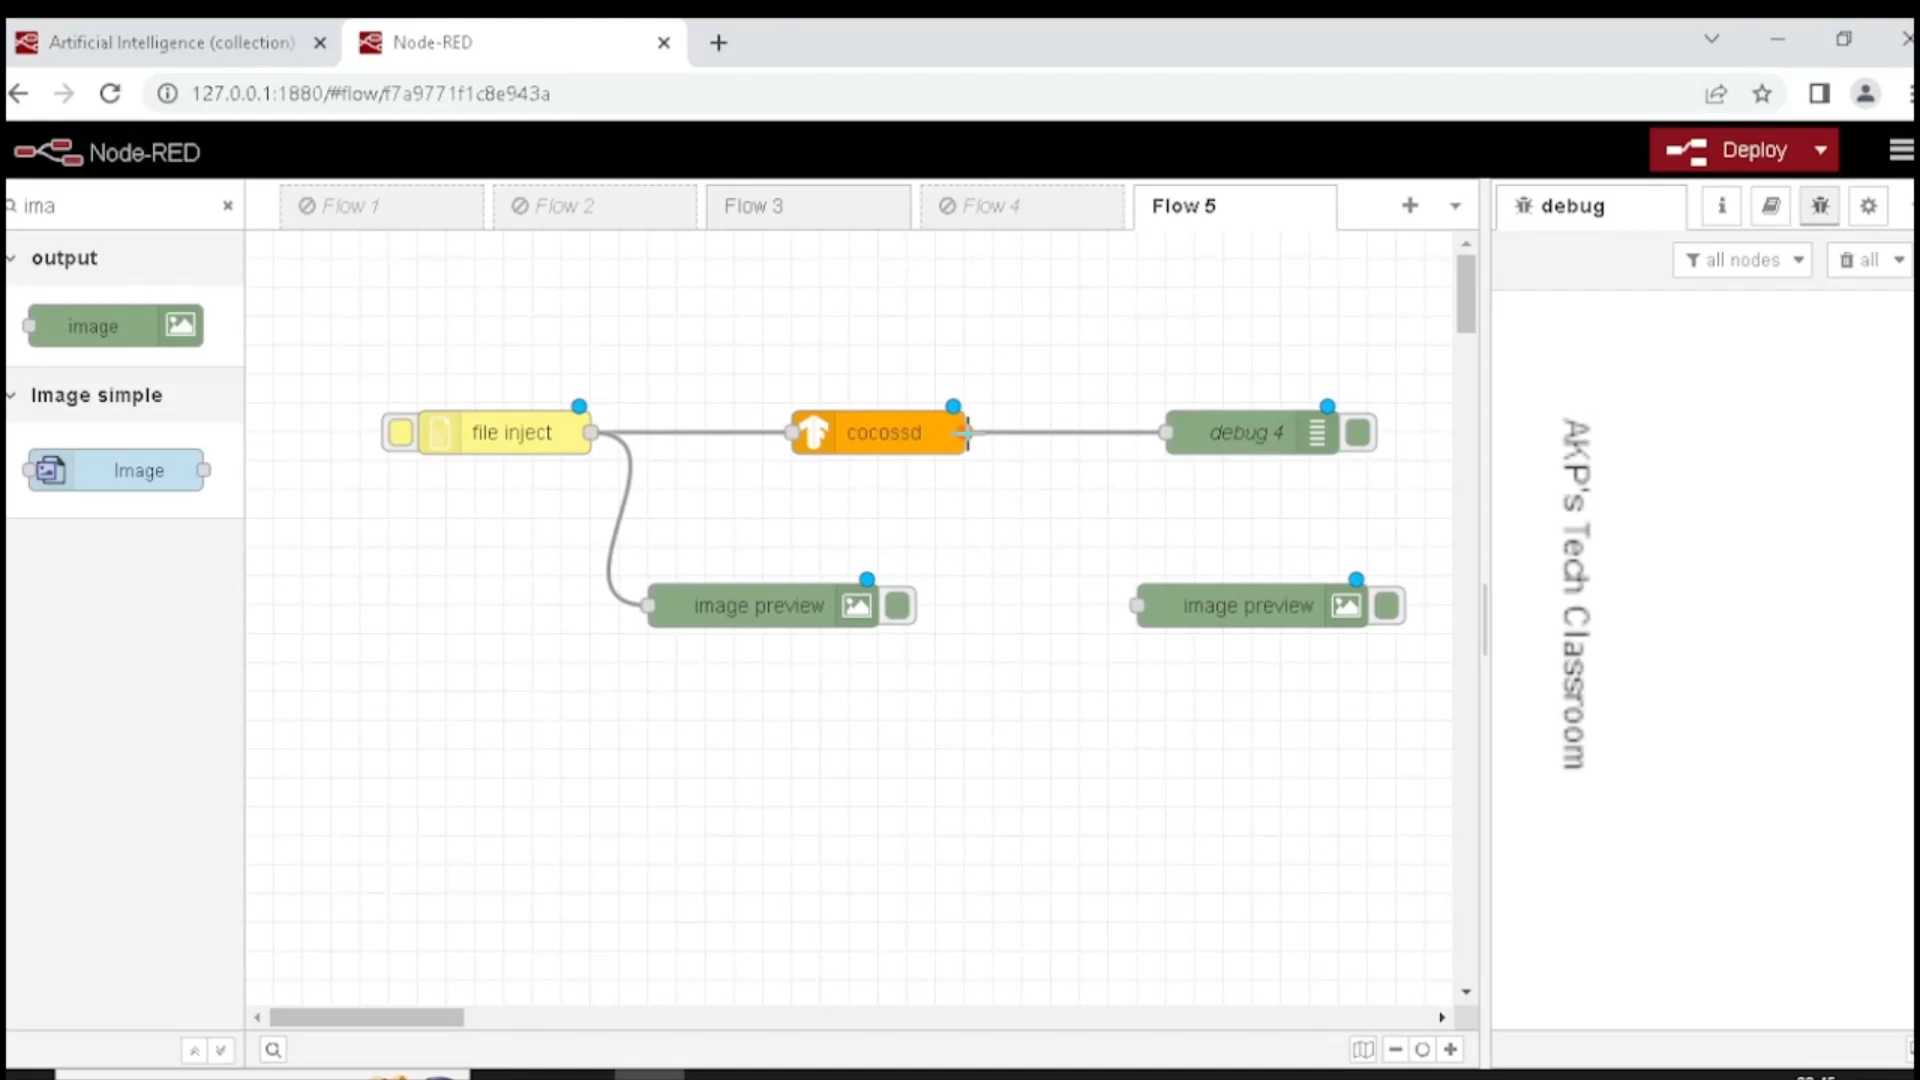 Artificial Intelligence (collection)
Node-RED
127.0.0.1:1880/#flow/f7a9771f1c8e943a
Node-RED
Deploy
ima
Flow 1
Flow 2
Flow 3
Flow 4
Flow 5
debug
all nodes
all
output
image
Image simple
Image
file inject
cocossd
debug 4
image preview
image preview
AKP's Tech Classroom